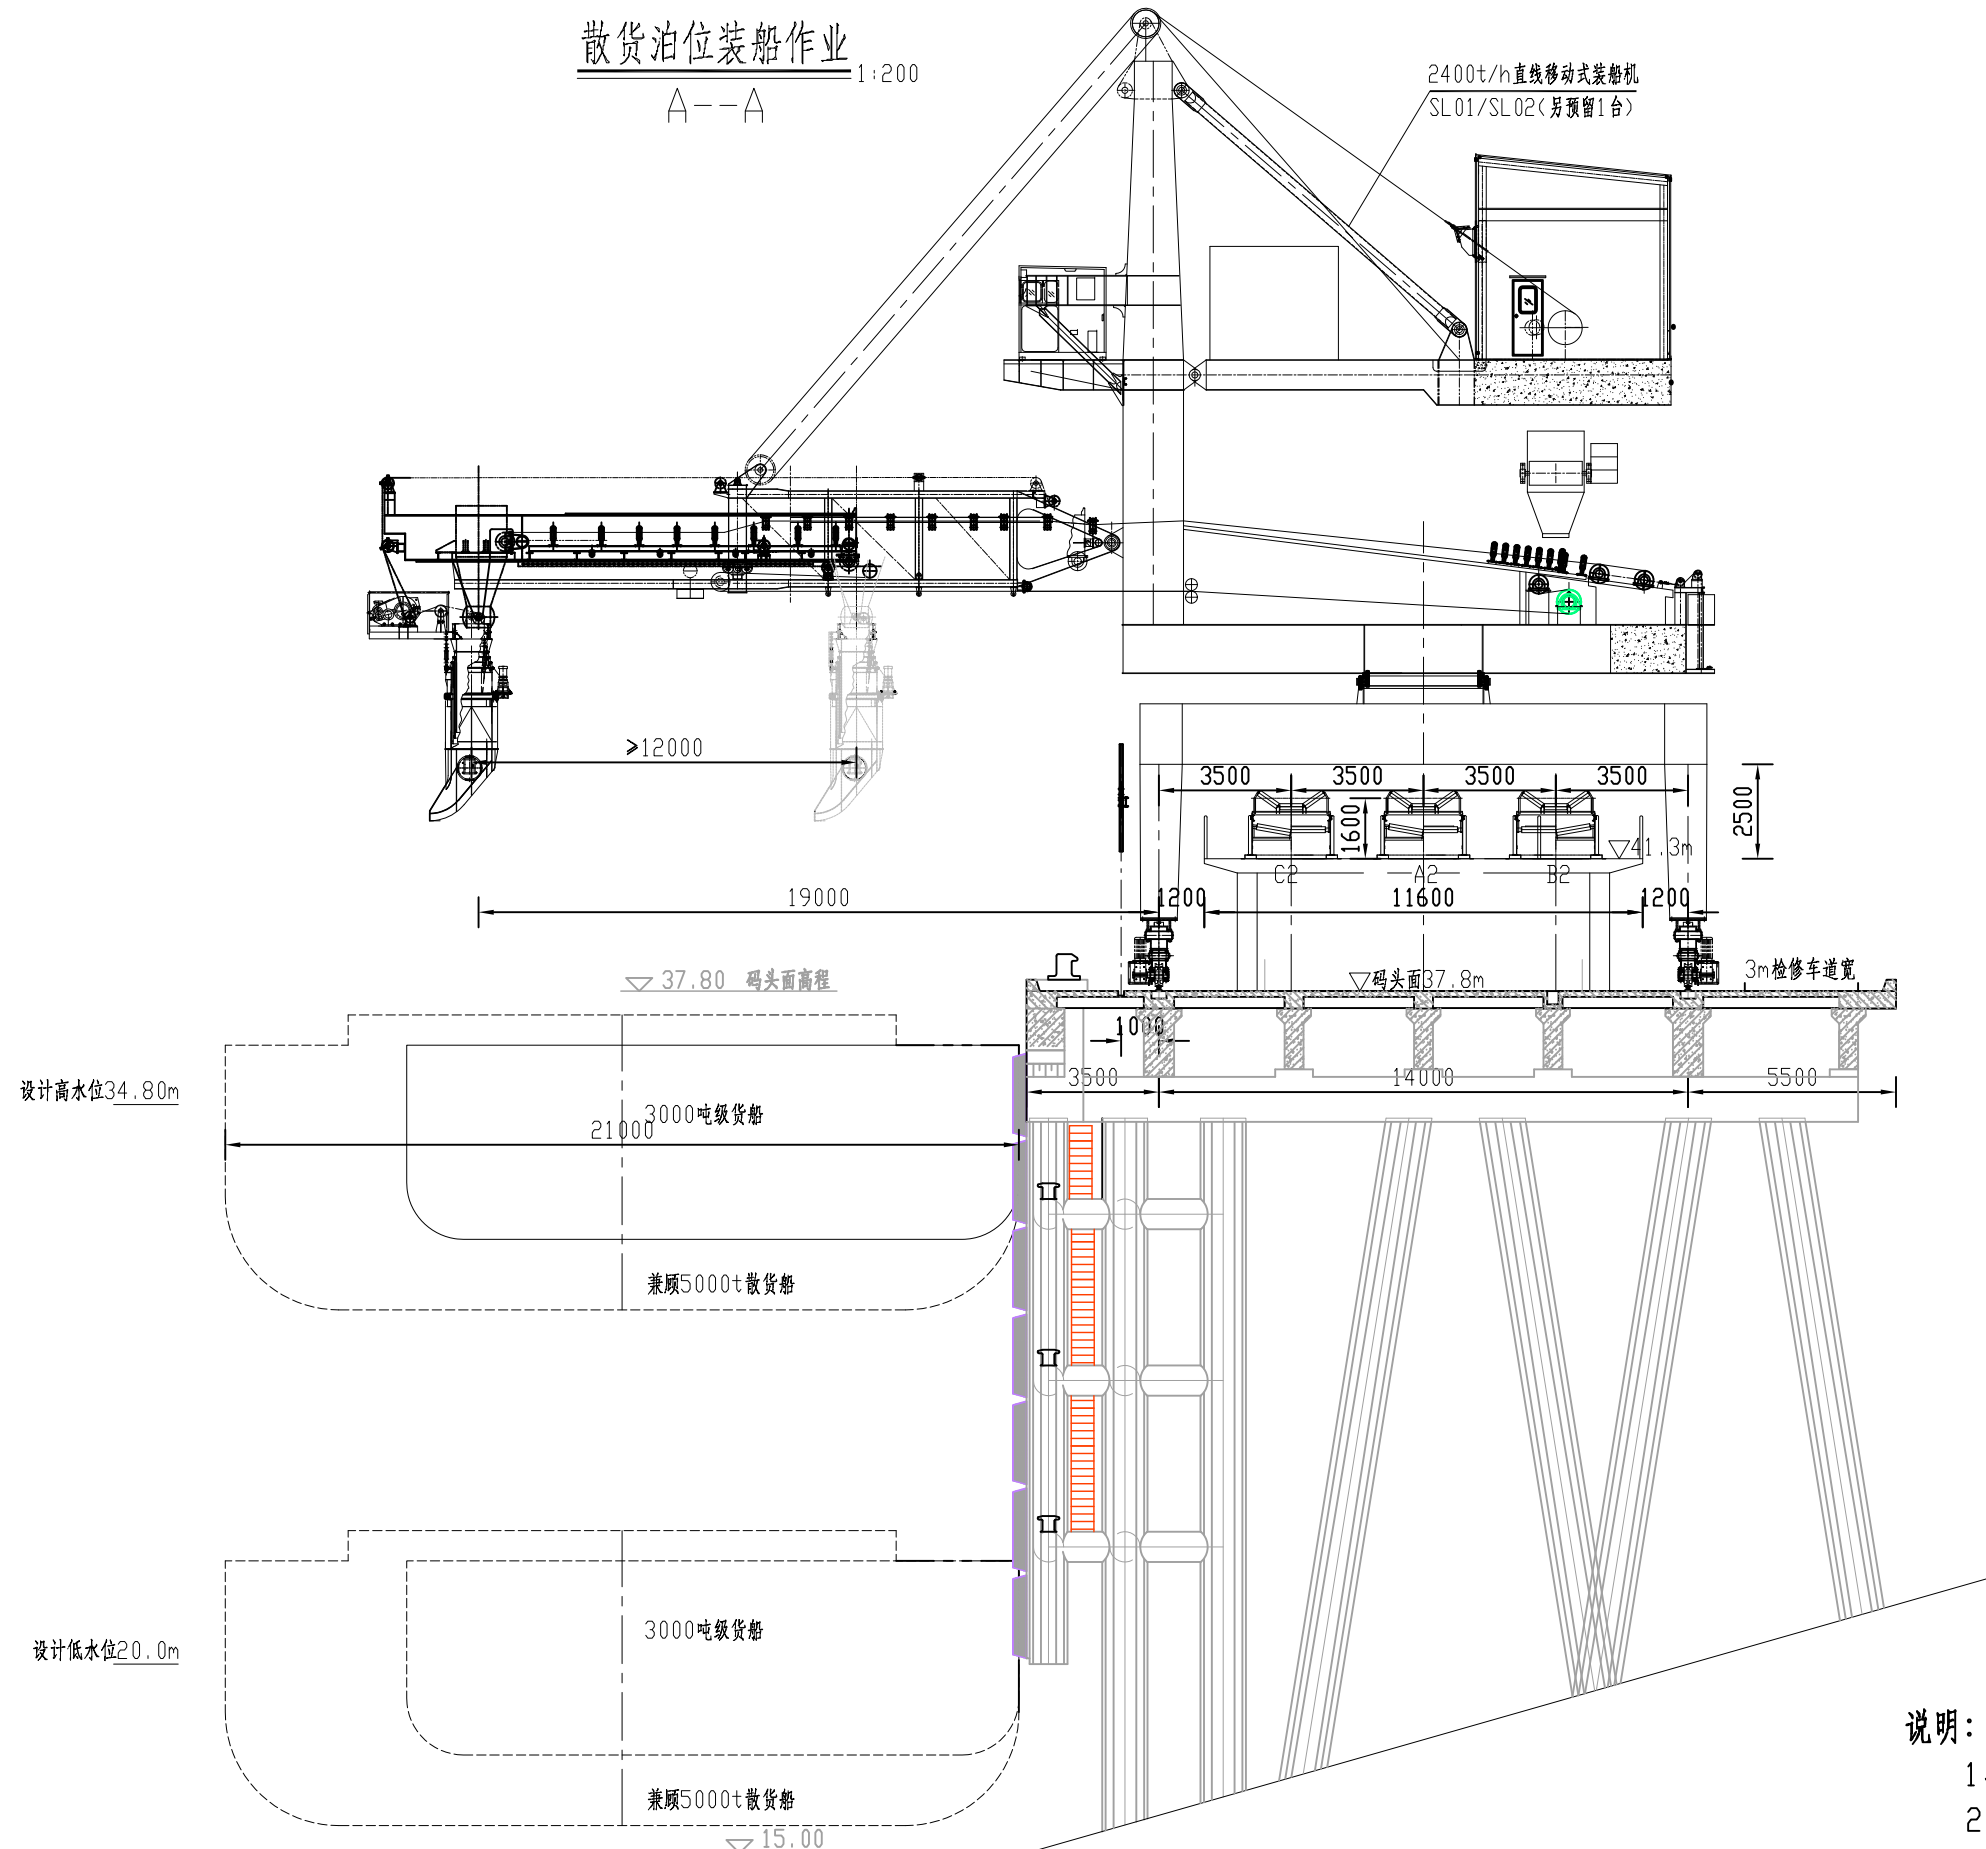 散货泊位装船作业
1:200
A--A
2400t/h直线移动式装船机
SL01/SL02(另预留1台)
≥12000
3500
3500
3500
3500
1600
2500
41.3m
C2
A2
B2
19000
1200
11600
1200
37.80 码头面高程
码头面37.8m
3m检修车道宽
1000
3500
14000
5500
设计高水位34.80m
3000吨级货船
21000
兼顾5000t散货船
3000吨级货船
设计低水位20.0m
兼顾5000t散货船
15.00
说明:
1.
2